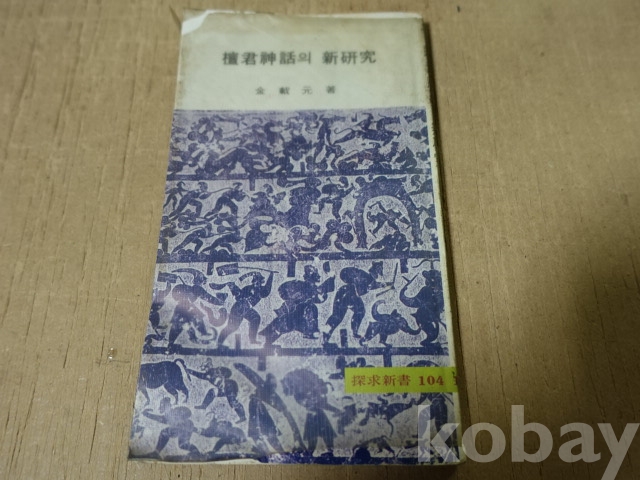 檀君神話의 新研究
金載元 著
探求新書 104
kobay